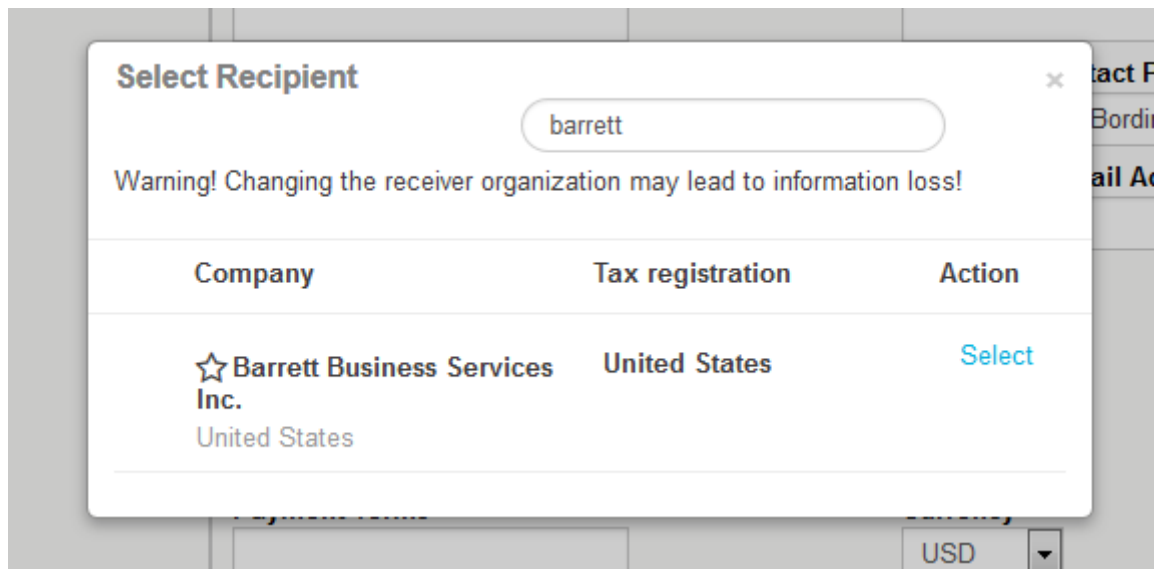 Select Recipient
×
barrett
Warning! Changing the receiver organization may lead to information loss!
Company Tax registration Action
Barrett Business Services United States Select
Inc.
United States
USD